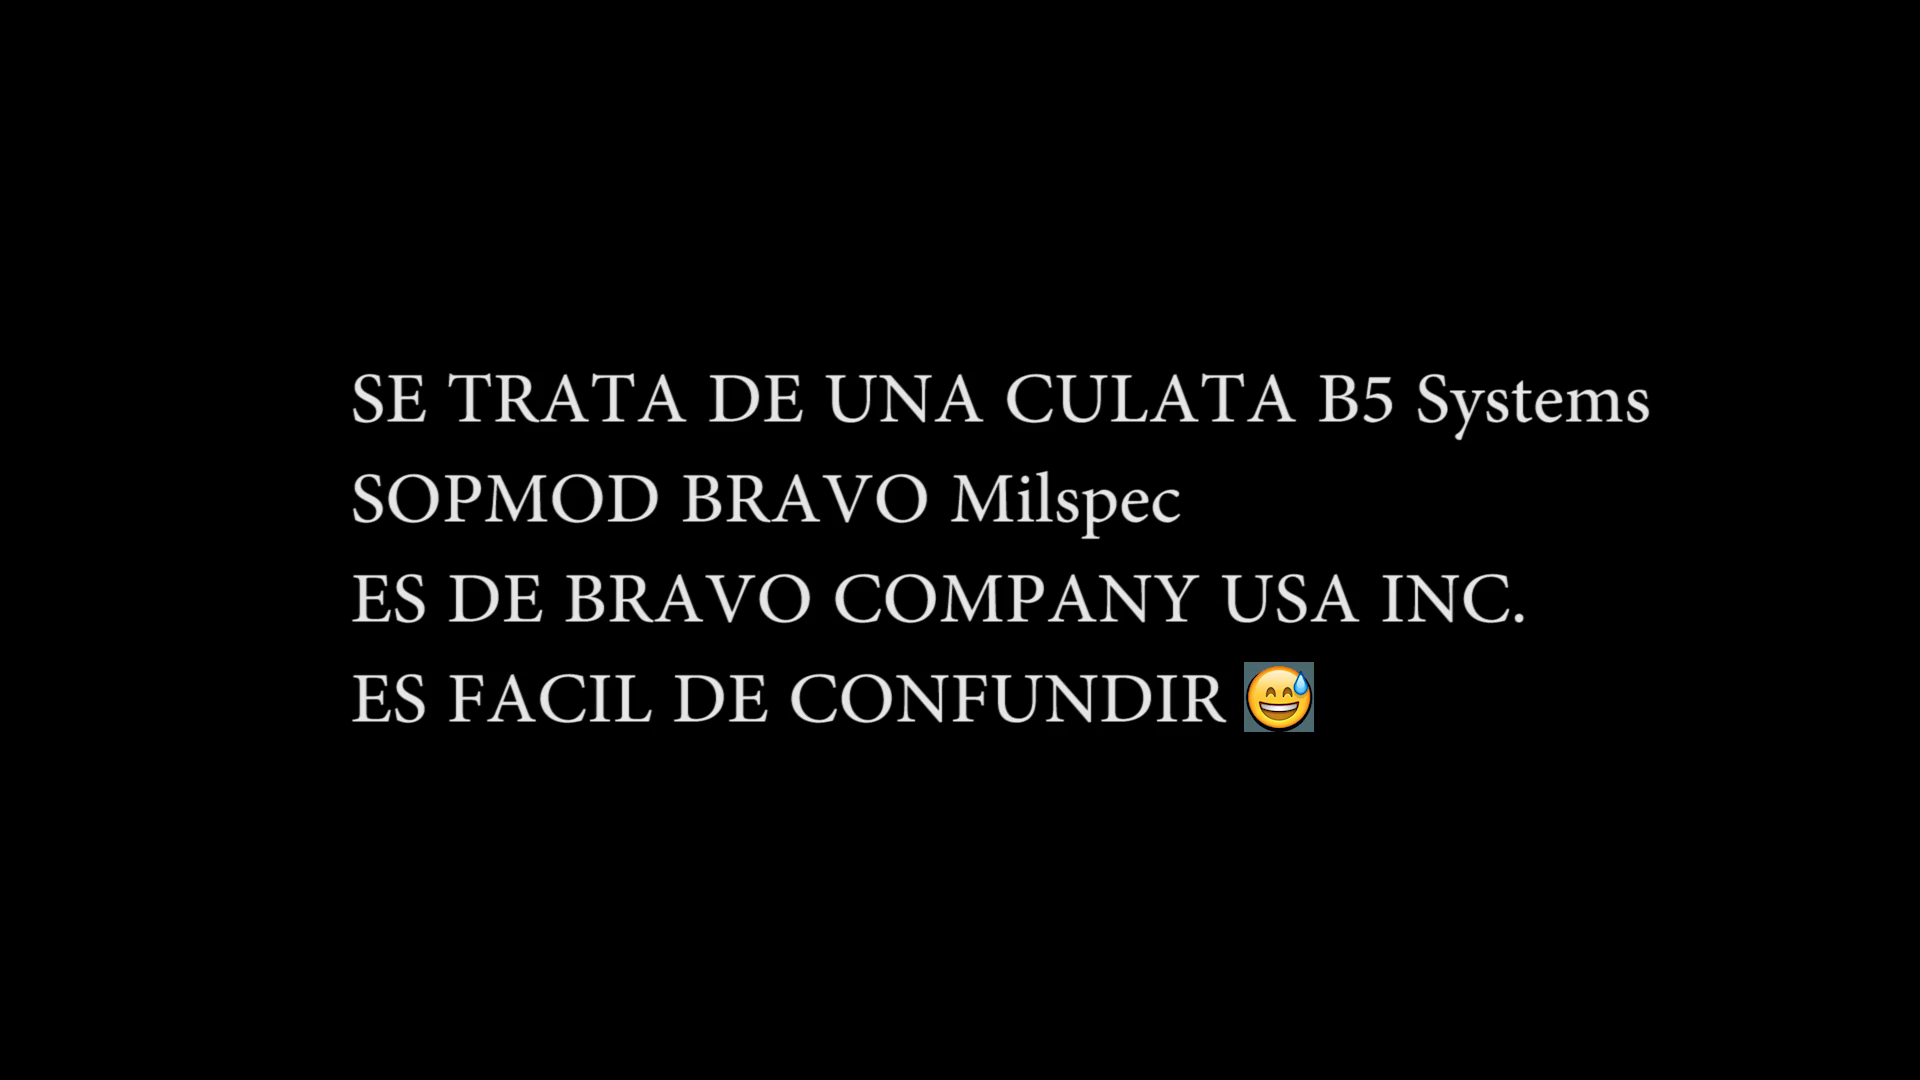 SE TRATA DE UNA CULATA B5 Systems
SOPMOD BRAVO Milspec
ES DE BRAVO COMPANY USA INC.
ES FACIL DE CONFUNDIR 😅